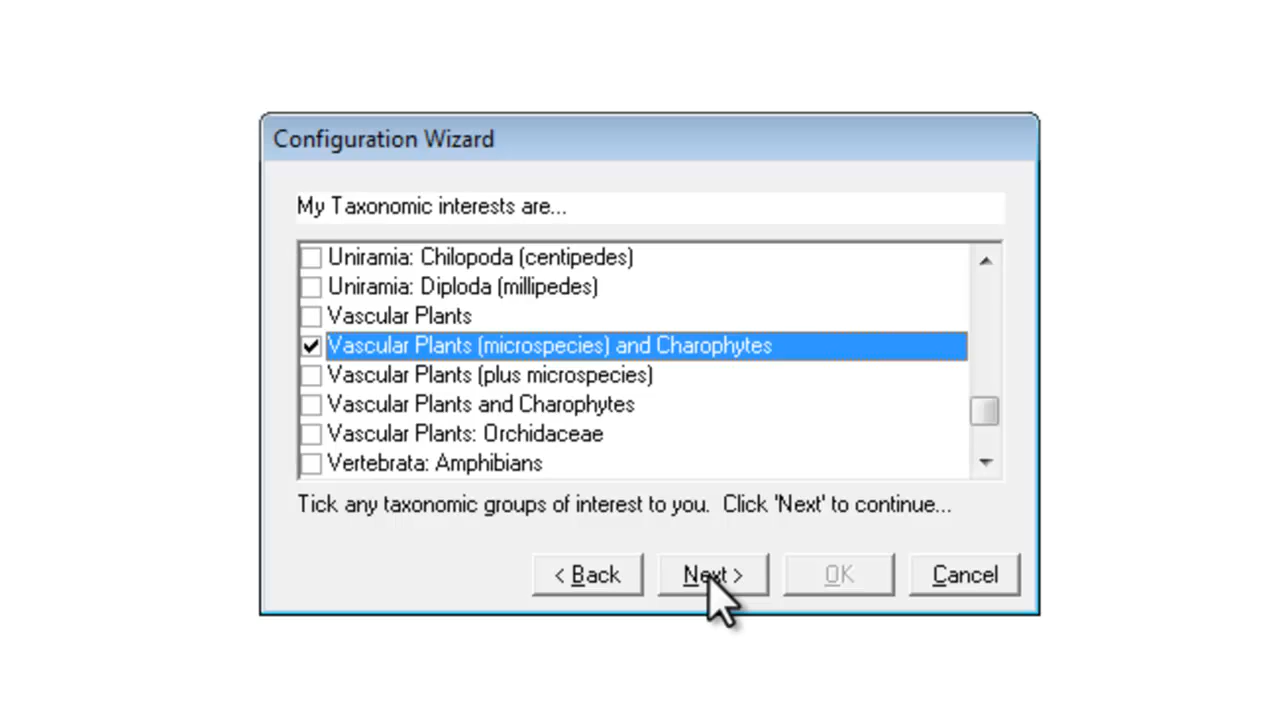 Configuration Wizard
My Taxonomic interests are...
Uniramia: Chilopoda (centipedes)
Uniramia: Diploda (millipedes)
Vascular Plants
Vascular Plants (microspecies) and Charophytes
Vascular Plants (plus microspecies)
Vascular Plants and Charophytes
Vascular Plants: Orchidaceae
Vertebrata: Amphibians
Tick any taxonomic groups of interest to you.  Click 'Next' to continue...
< Back Next > OK Cancel